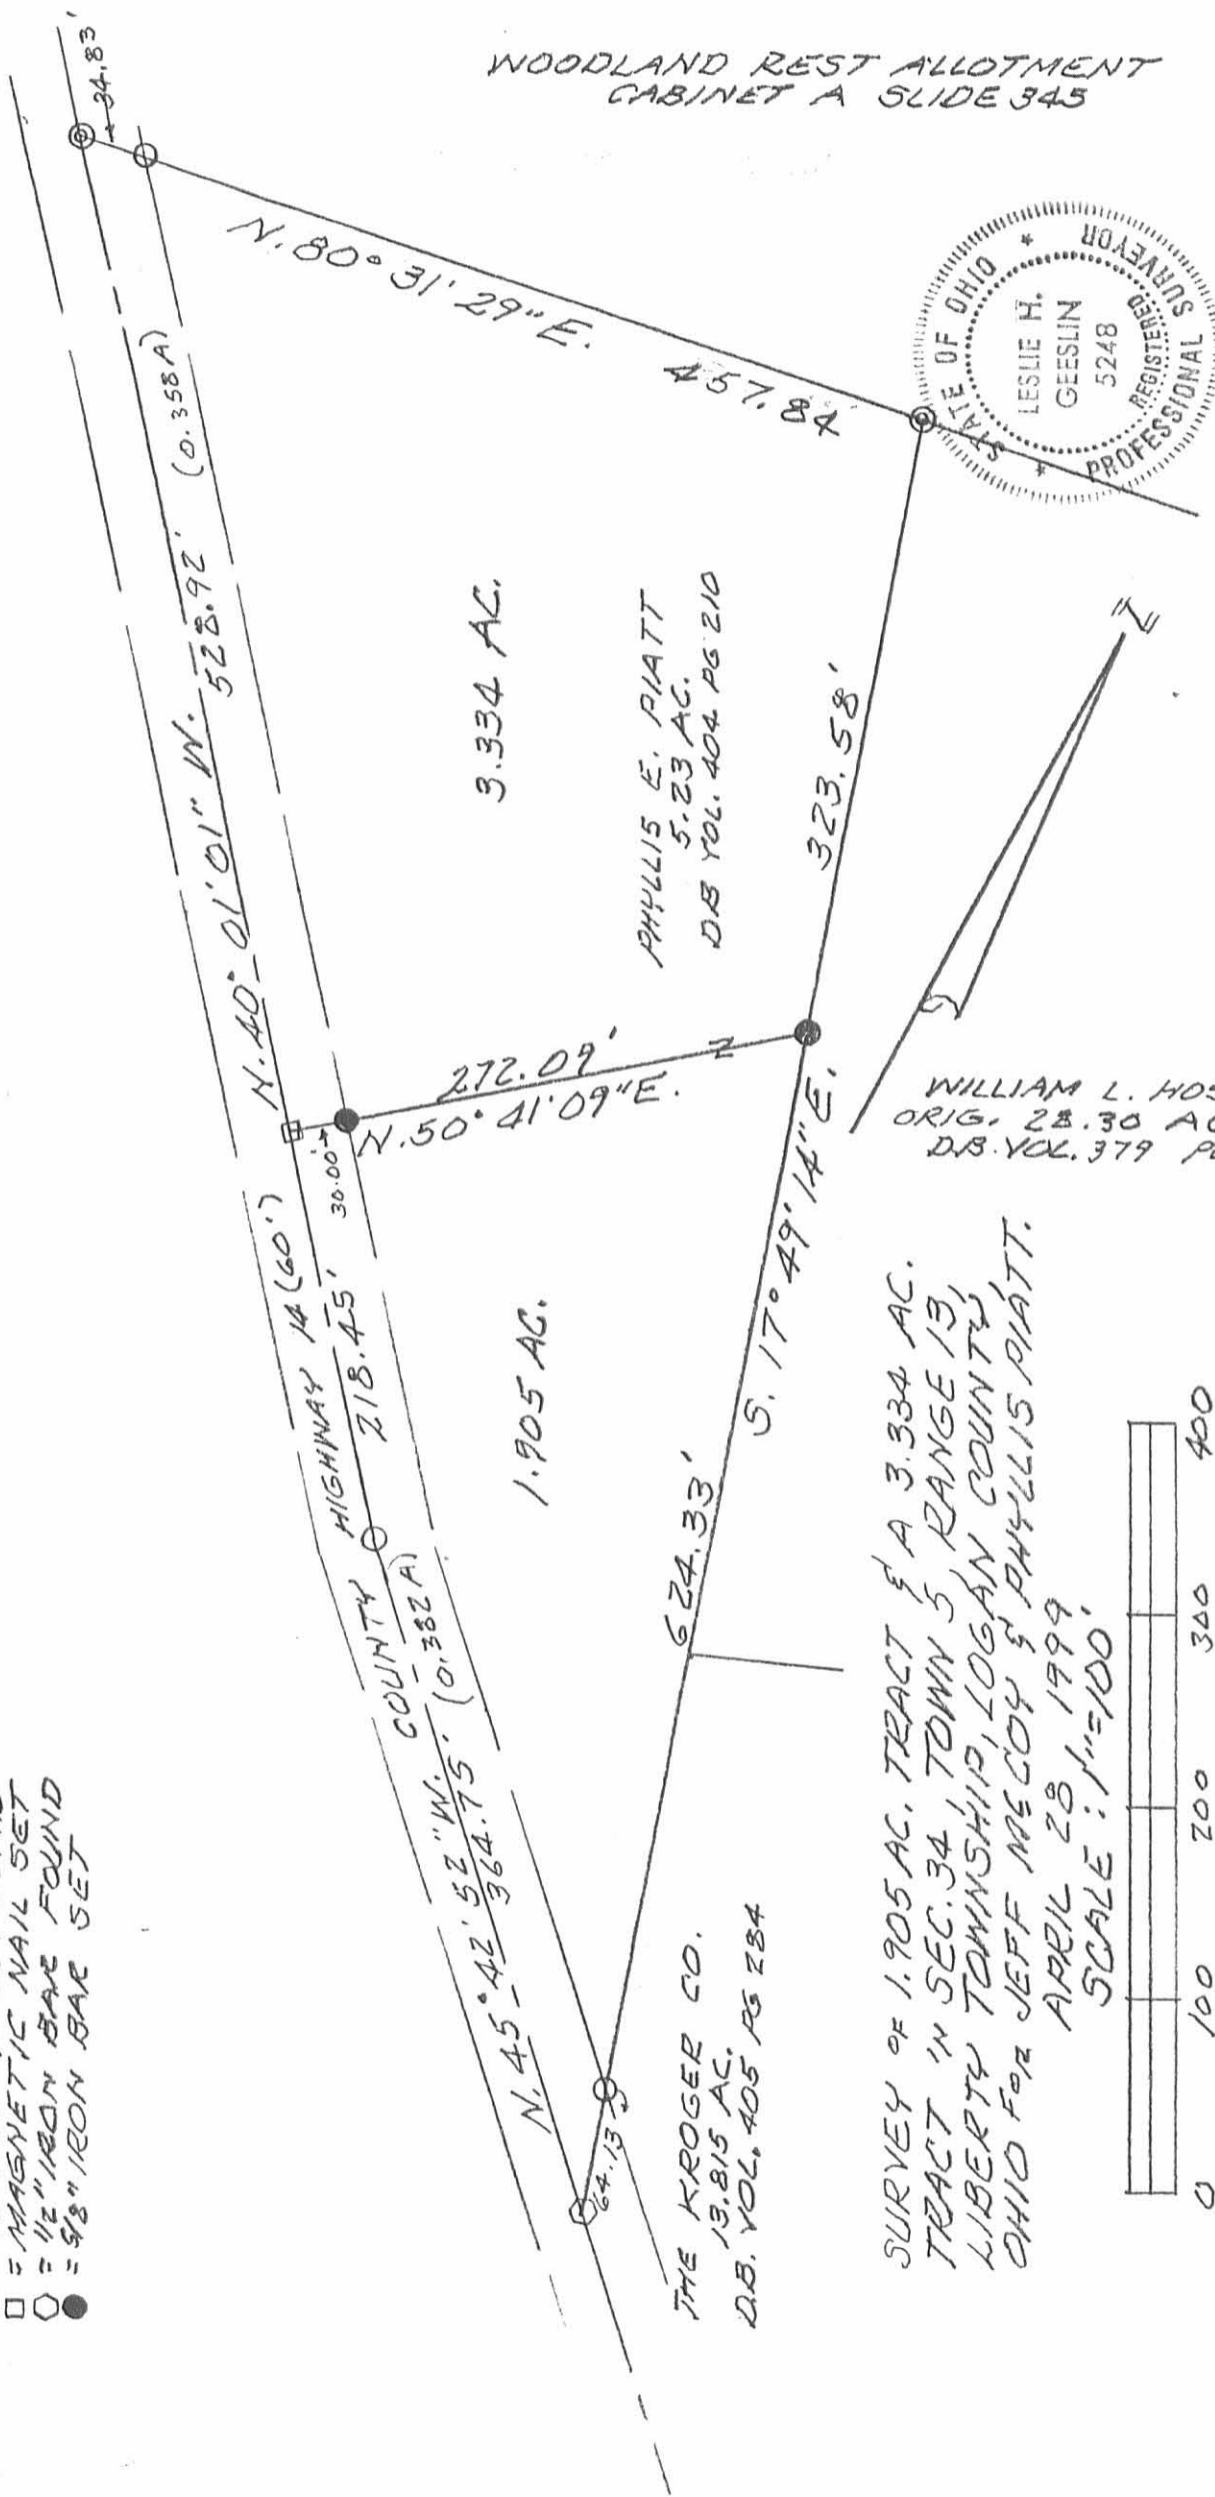 □ = MAGNETIC NAIL SET
⬡ = 1/2" IRON BAR FOUND
● = 5/8" IRON BAR SET
34.83'
WOODLAND REST ALLOTMENT
CABINET A SLIDE 345
N. 40° 01' 01" W. 528.92' (0.358 A)
N. 80° 31' 29" E.
3.334 AC.
PHYLLIS E. PIATT
5.23 AC.
DB VOL. 404 PG 210
323.58'
272.09'
N. 50° 41' 09" E.
30.00'
COUNTY HIGHWAY 14 (60')
218.45'
1.905 AC.
N. 45° 42' 52" W.
364.75' (0.382 A)
624.33'
S. 17° 49' 14" E.
64.13'
THE KROGER CO.
13.815 AC.
D.B. VOL. 405 PG 284
WILLIAM L.
ORIG. 28.30
D.B. VOL. 379
STATE OF OHIO
LESLIE H.
GEESLIN
5248
REGISTERED
PROFESSIONAL SURVEYOR
SURVEY OF 1.905 AC. TRACT & A 3.334 AC.
TRACT IN SEC. 34, TOWN 5, RANGE 13,
LIBERTY TOWNSHIP, LOGAN COUNTY,
OHIO FOR JEFF McCOY & PHYLLIS PIATT.
APRIL 28, 1999.
SCALE: 1"=100'
0 100 200 300 400